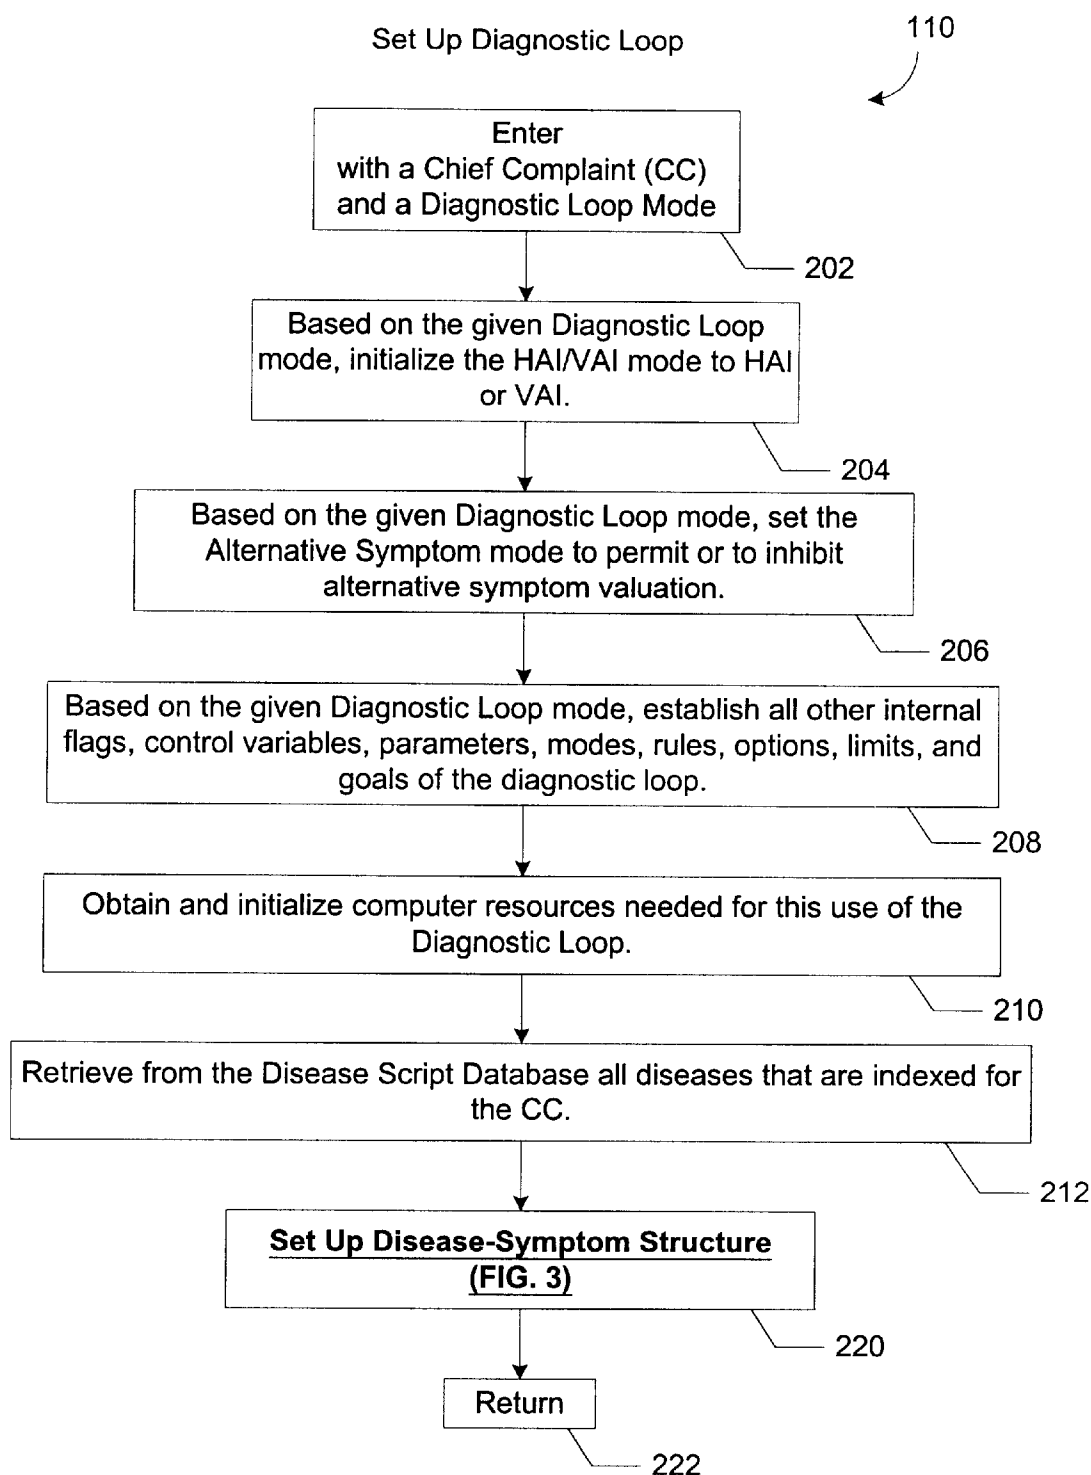 Set Up Diagnostic Loop
110
Enter
with a Chief Complaint (CC)
and a Diagnostic Loop Mode
202
Based on the given Diagnostic Loop
mode, initialize the HAI/VAI mode to HAI
or VAI.
204
Based on the given Diagnostic Loop mode, set the
Alternative Symptom mode to permit or to inhibit
alternative symptom valuation.
206
Based on the given Diagnostic Loop mode, establish all other internal
flags, control variables, parameters, modes, rules, options, limits, and
goals of the diagnostic loop.
208
Obtain and initialize computer resources needed for this use of the
Diagnostic Loop.
210
Retrieve from the Disease Script Database all diseases that are indexed for
the CC.
212
Set Up Disease-Symptom Structure
(FIG. 3)
220
Return
222